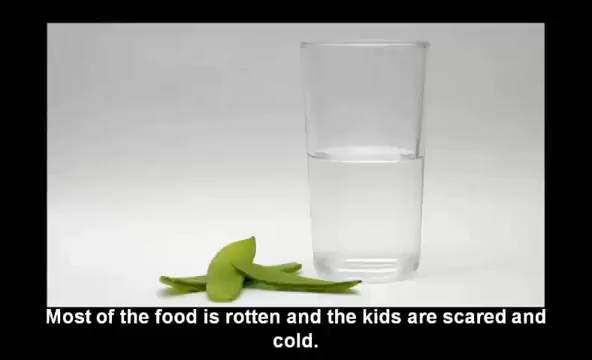 Most of the food is rotten and the kids are scared and
cold.